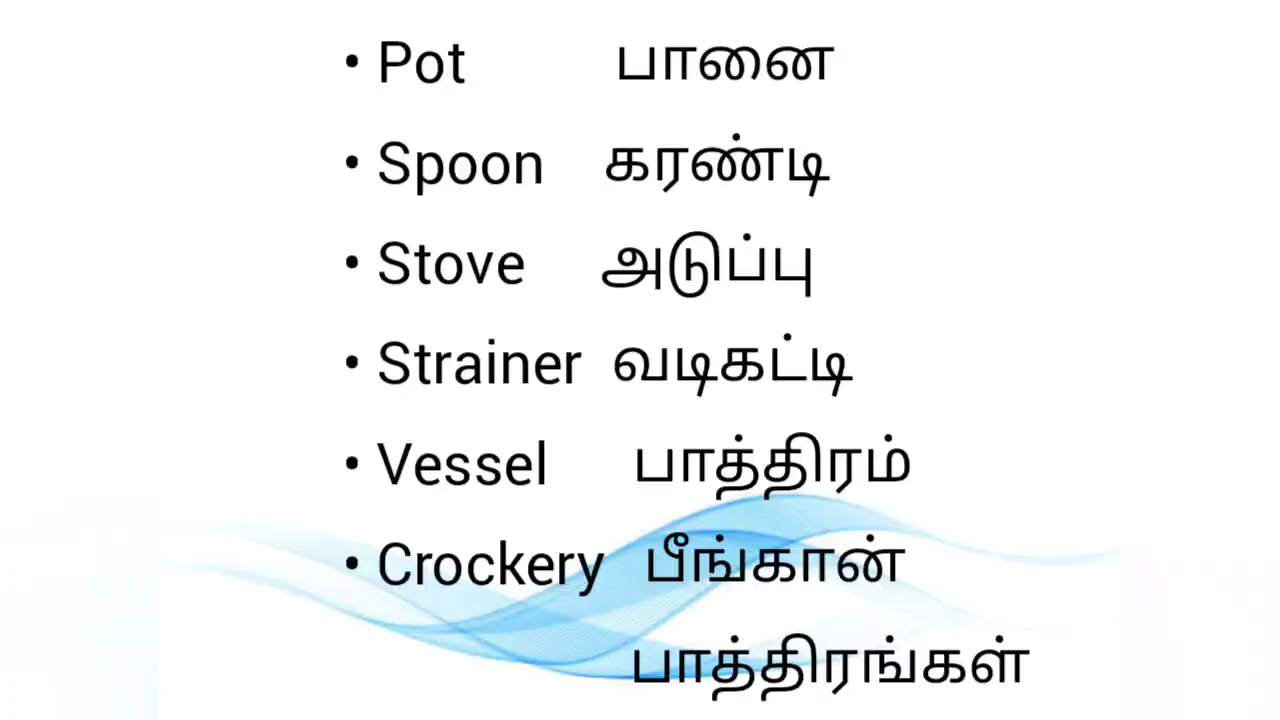 • Pot பானை
• Spoon கரண்டி
• Stove அடுப்பு
• Strainer வடிகட்டி
• Vessel பாத்திரம்
• Crockery பீங்கான்
பாத்திரங்கள்